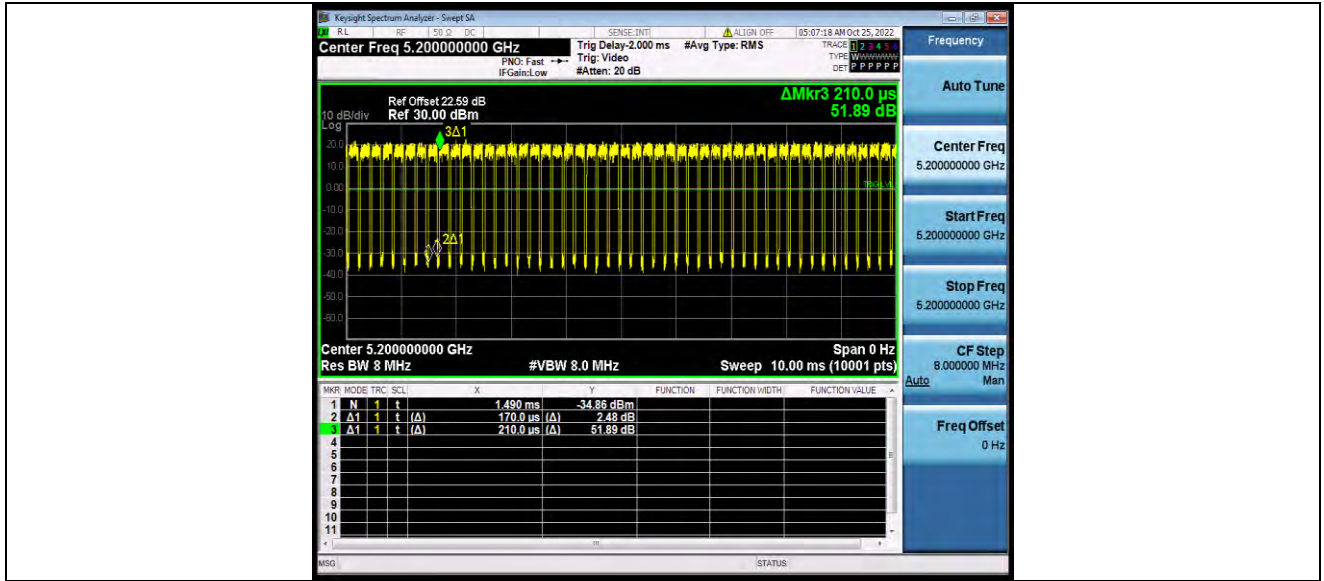 Keysight Spectrum Analyzer - Swept SA
RL RF 50 Ω DC SENSE:INT ALIGN OFF 05:07:18 AM Oct 25, 2022
Center Freq 5.200000000 GHz
PNO: Fast
IFGain:Low
Trig Delay-2.000 ms
Trig: Video
#Atten: 20 dB
#Avg Type: RMS
TRACE 1 2 3 4 5 6
TYPE WWWWWW
DET P P P P P P
ΔMkr3 210.0 µs
51.89 dB
Ref Offset 22.59 dB
10 dB/div Ref 30.00 dBm
Log
3Δ1
20.0
10.0
0.00
TRIG LVL
-10.0
-20.0
2Δ1
-30.0
-40.0
-50.0
-60.0
Center 5.200000000 GHz Span 0 Hz
Res BW 8 MHz #VBW 8.0 MHz Sweep 10.00 ms (10001 pts)
MKR MODE TRC SCL X Y FUNCTION FUNCTION WIDTH FUNCTION VALUE
1 N 1 t 1.490 ms -34.86 dBm
2 Δ1 1 t (Δ) 170.0 µs (Δ) 2.48 dB
3 Δ1 1 t (Δ) 210.0 µs (Δ) 51.89 dB
4
5
6
7
8
9
10
11
MSG STATUS
Frequency
Auto Tune
Center Freq
5.200000000 GHz
Start Freq
5.200000000 GHz
Stop Freq
5.200000000 GHz
CF Step
8.000000 MHz
Auto Man
Freq Offset
0 Hz